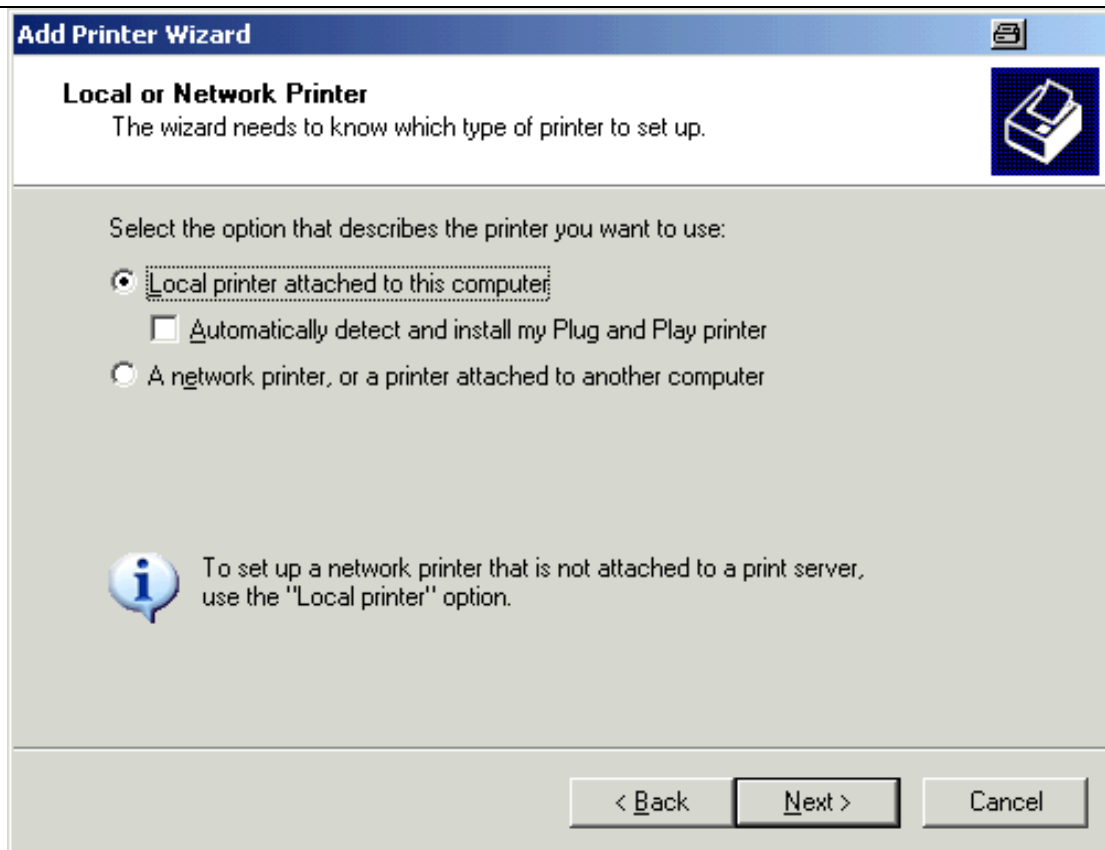 Add Printer Wizard
Local or Network Printer
The wizard needs to know which type of printer to set up.
Select the option that describes the printer you want to use:
Local printer attached to this computer
Automatically detect and install my Plug and Play printer
A network printer, or a printer attached to another computer
To set up a network printer that is not attached to a print server,
use the "Local printer" option.
< Back
Next >
Cancel